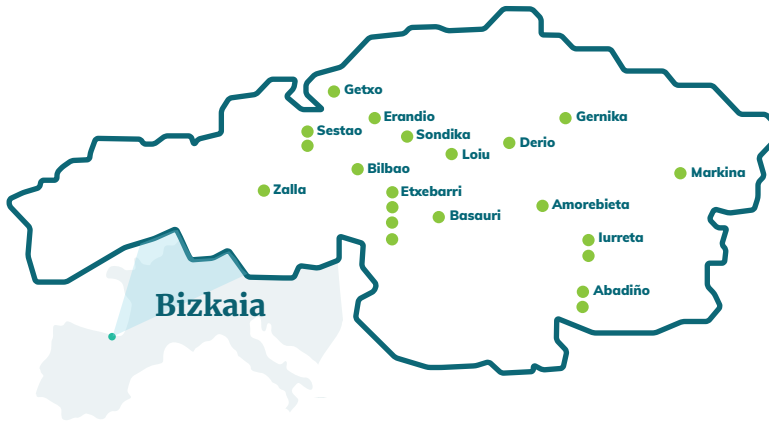 Getxo
Erandio
Gernika
Sestao
Sondika
Derio
Loiu
Bilbao
Markina
Zalla
Etxebarri
Amorebieta
Basauri
Iurreta
Abadiño
Bizkaia